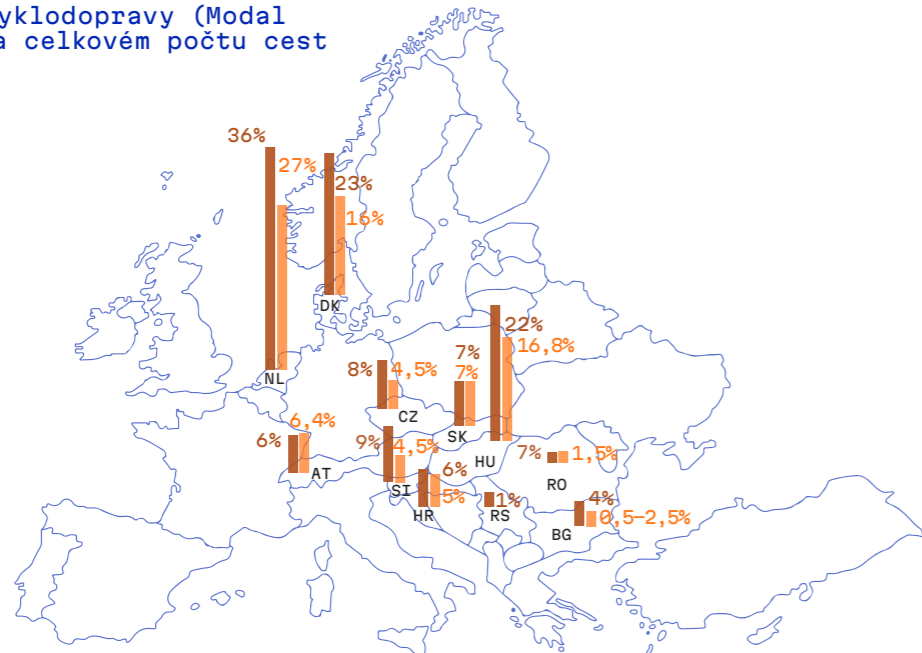 yklodopravy (Modal
a celkovém počtu cest
36%
27%
23%
16%
DK
22%
16,8%
NL
8%
4,5%
CZ
7%
7%
SK
6%
6,4%
AT
9%
4,5%
SI
HU
7%
1,5%
RO
6%
5%
HR
1%
RS
4%
0,5–2,5%
BG